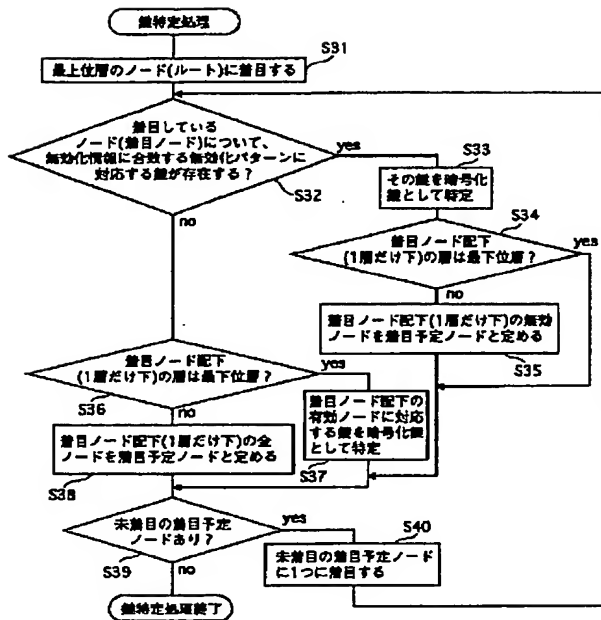 鍵特定処理
S31
最上位層のノード(ルート)に着目する
着目している
ノード(着目ノード)について、
無効化情報に合致する無効化パターンに
対応する鍵が存在する？
yes
S32
no
S33
その鍵を暗号化
鍵として特定
S34
着目ノード配下
(1層だけ下)の層は最下位層？
yes
no
着目ノード配下(1層だけ下)の無効
ノードを着目予定ノードと定める
S35
着目ノード配下
(1層だけ下)の層は最下位層？
yes
S36
no
着目ノード配下の
有効ノードに対応
する鍵を暗号化鍵
として特定
S37
着目ノード配下(1層だけ下)の全
ノードを着目予定ノードと定める
S38
未着目の着目予定
ノードあり？
yes
S39
no
S40
未着目の着目予定ノード
に1つに着目する
鍵特定処理終了